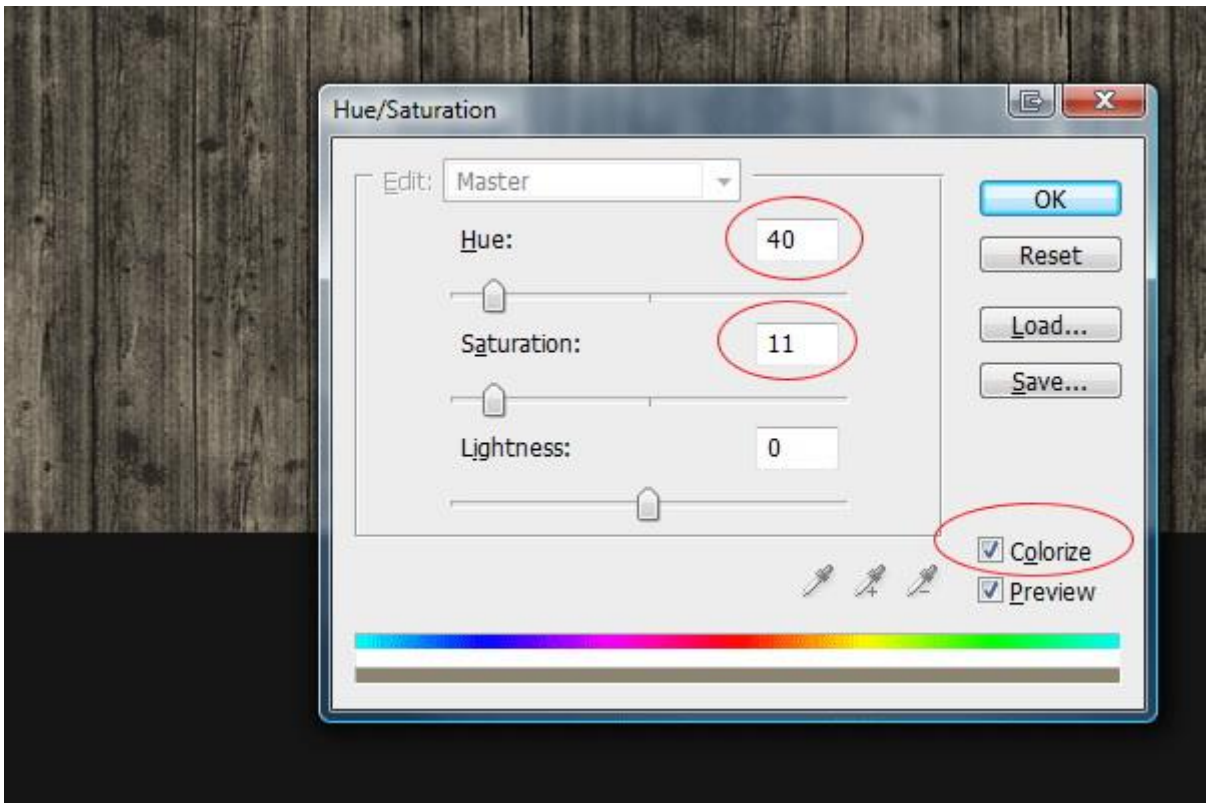 Hue/Saturation
Edit: Master
OK
Hue: 40
Reset
Load...
Saturation: 11
Save...
Lightness: 0
Colorize
Preview